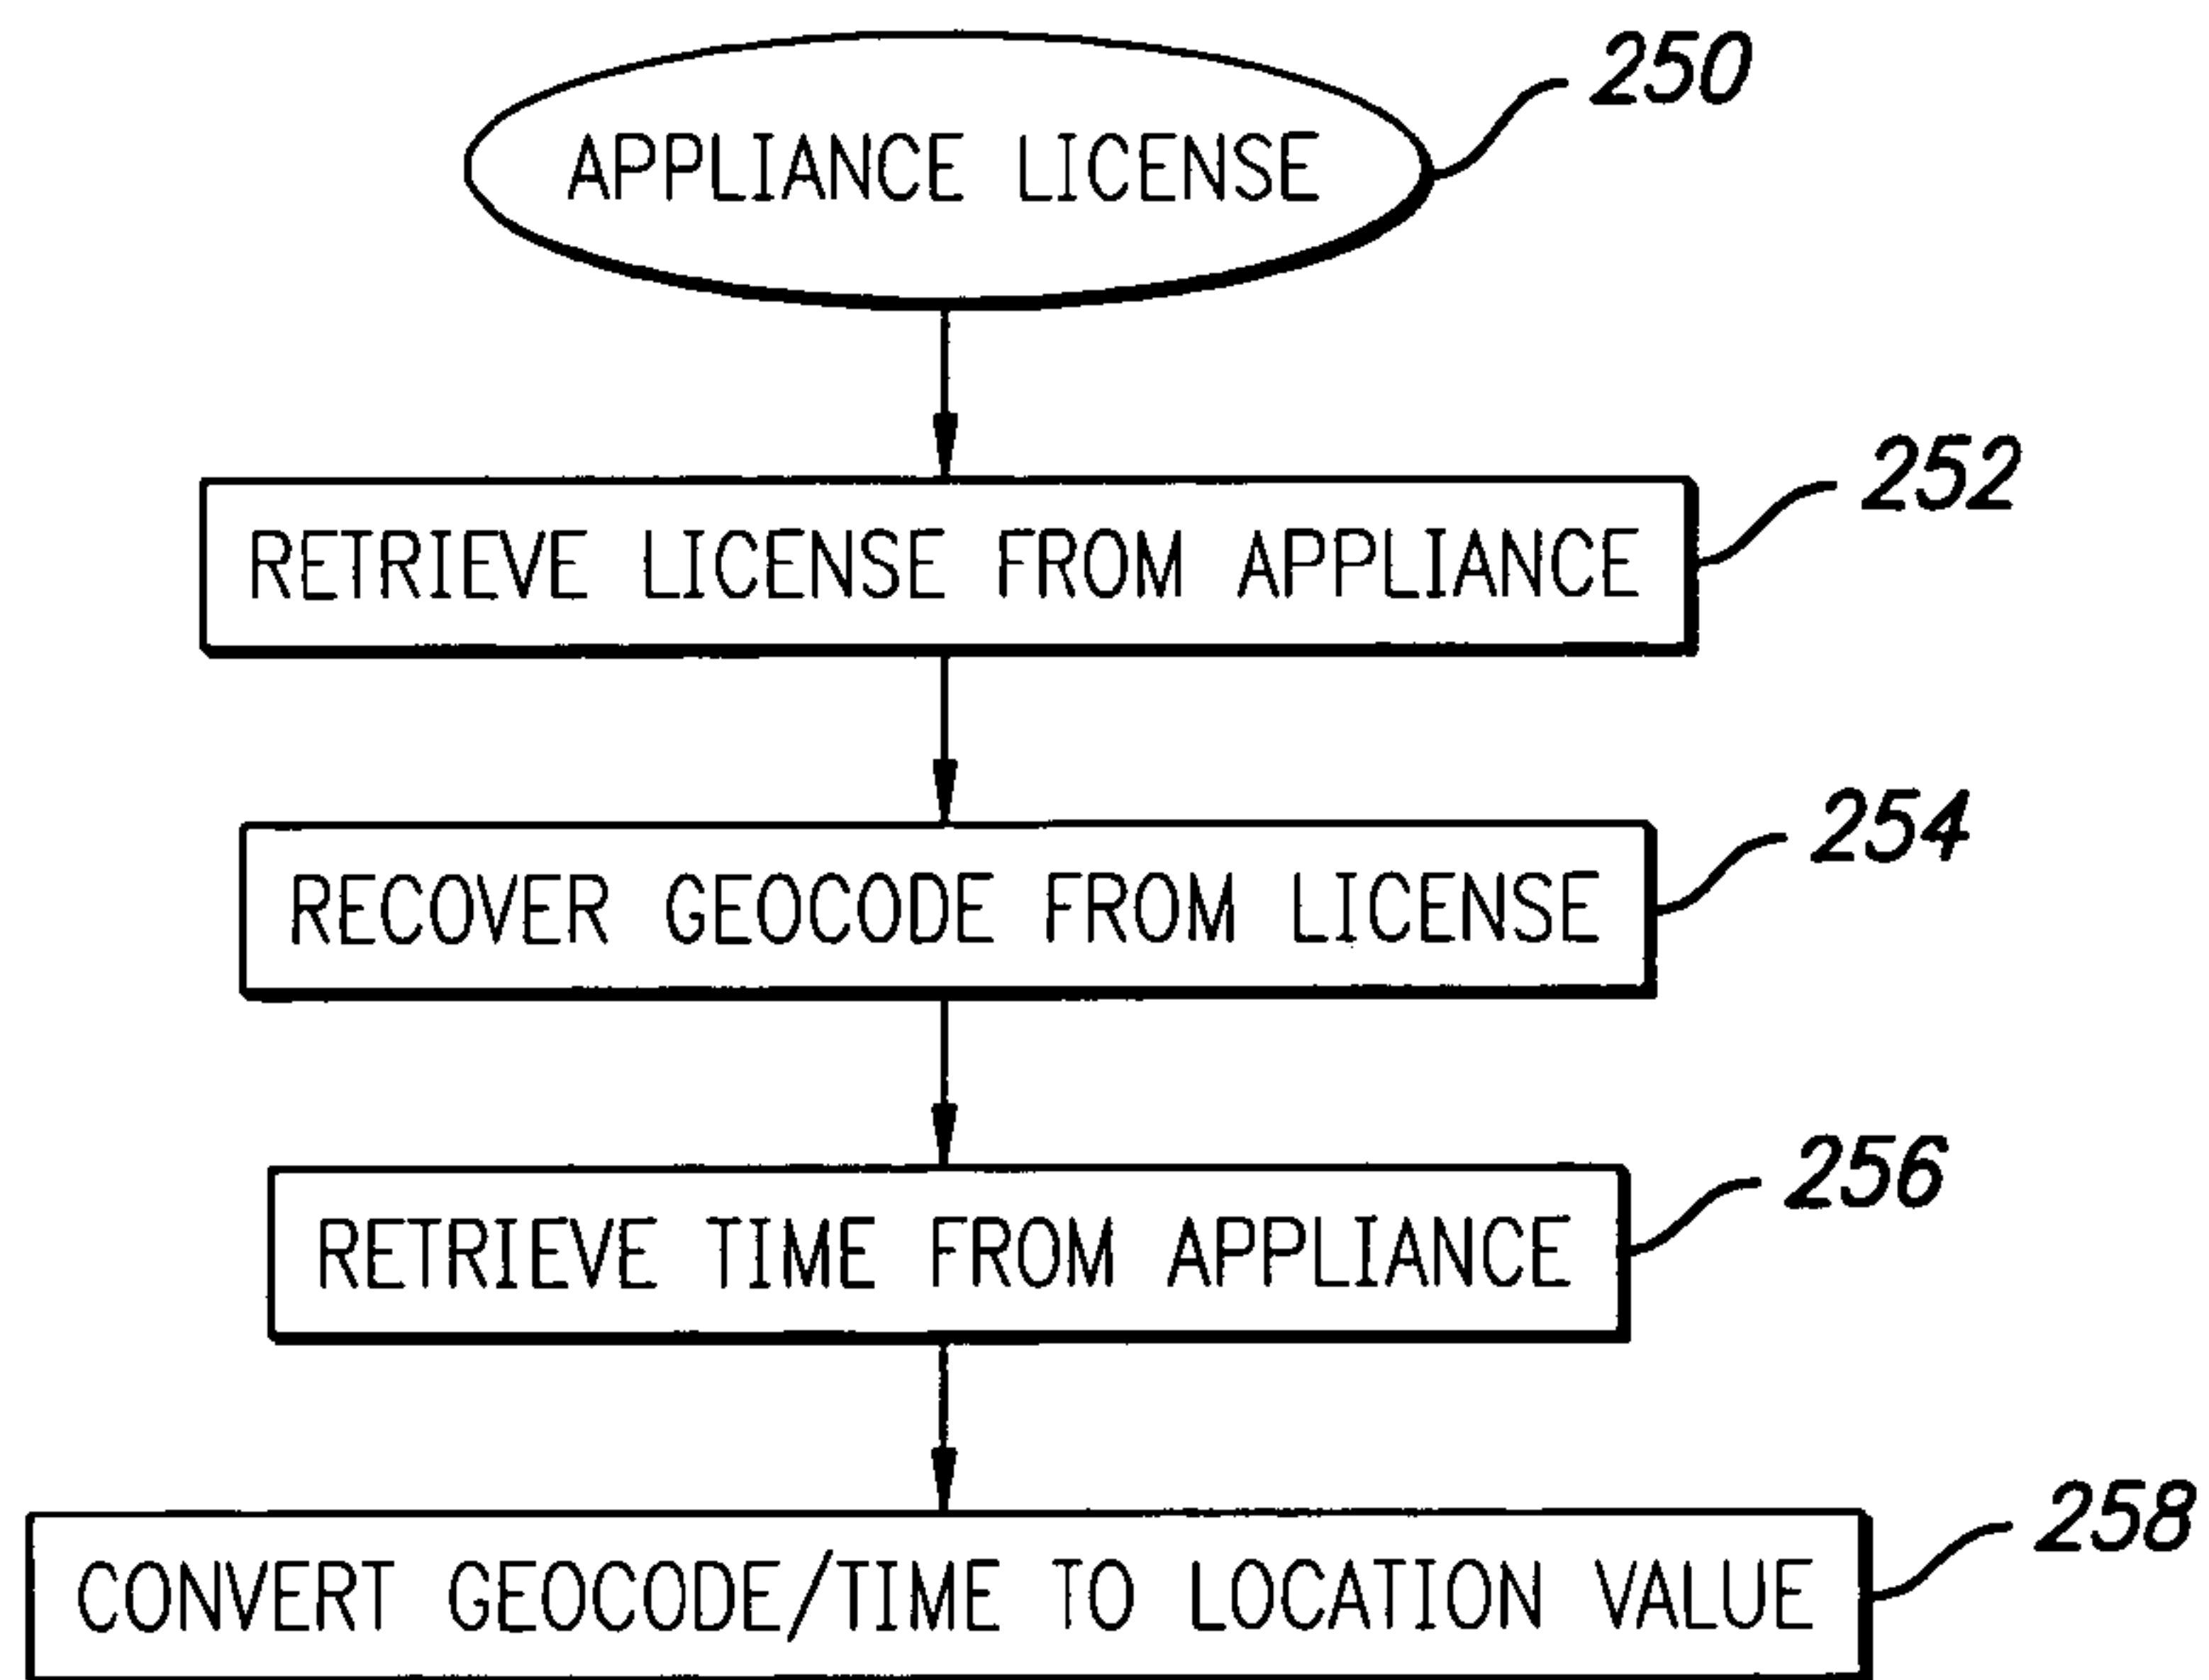 250
APPLIANCE LICENSE
252
RETRIEVE LICENSE FROM APPLIANCE
254
RECOVER GEOCODE FROM LICENSE
256
RETRIEVE TIME FROM APPLIANCE
258
CONVERT GEOCODE/TIME TO LOCATION VALUE